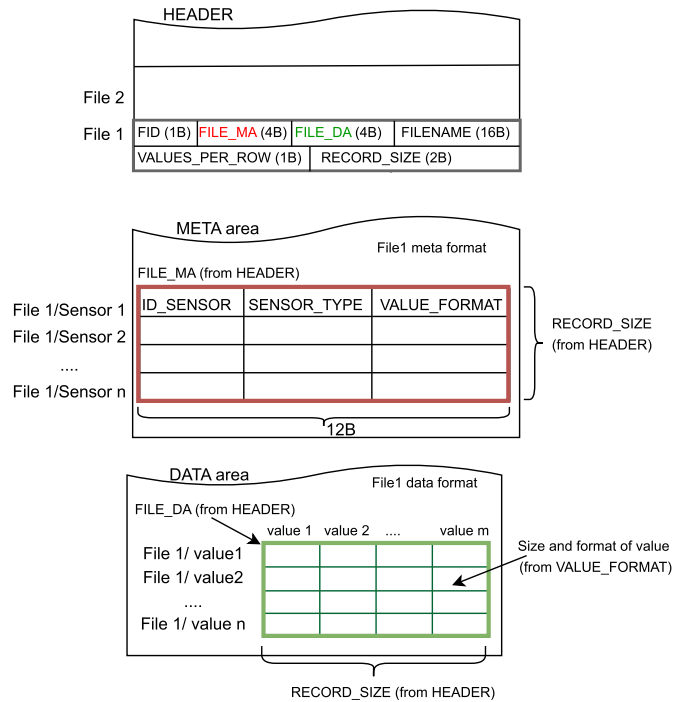 HEADER
File 2
File 1
FID (1B) FILE_MA (4B) FILE_DA (4B) FILENAME (16B)
VALUES_PER_ROW (1B) RECORD_SIZE (2B)
META area
File1 meta format
FILE_MA (from HEADER)
File 1/Sensor 1 ID_SENSOR SENSOR_TYPE VALUE_FORMAT
File 1/Sensor 2
....
File 1/Sensor n
RECORD_SIZE
(from HEADER)
12B
DATA area
File1 data format
FILE_DA (from HEADER)
value 1 value 2 .... value m
File 1/ value1
File 1/ value2
....
File 1/ value n
Size and format of value
(from VALUE_FORMAT)
RECORD_SIZE (from HEADER)